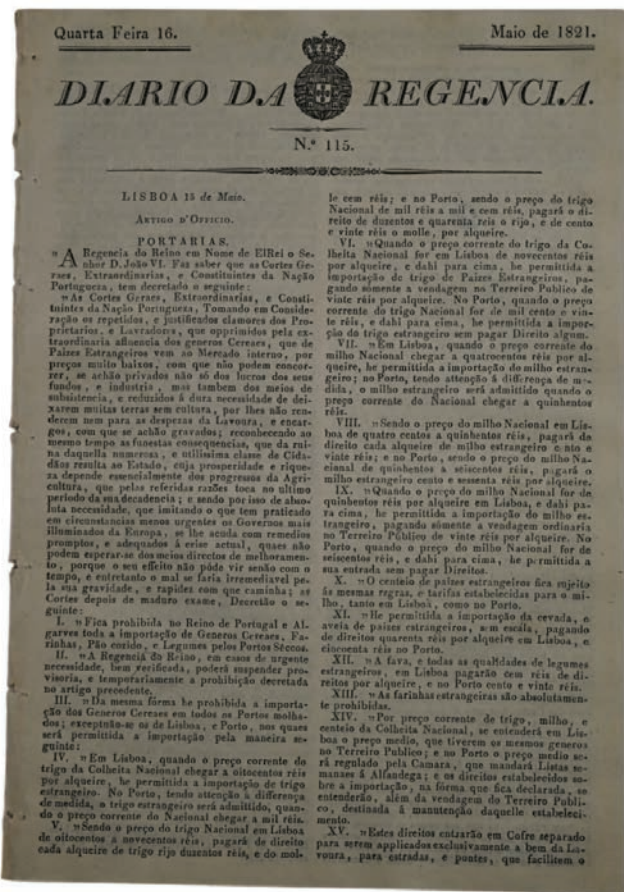 Quarta Feira 16.
Maio de 1821.
DIARIO DA REGENCIA.
N.º 115.
LISBOA 15 de Maio.
ARTIGO D'OFFICIO.
PORTARIAS.
"A Regencia do Reino em Nome de ElRei o Se-
nhor D. João VI. Faz saber que as Cortes Ge-
raes, Extraordinarias, e Constituintes da Nação
Portugueza, tem decretado o seguinte:
"As Cortes Geraes, Extraordinarias, e Consti-
tuintes da Nação Portugueza, Tomando em Conside-
ração os repetidos, e justificados clamores dos Pro-
prietarios, e Lavradores, que opprimidos pela ex-
traordinaria afluencia dos generos Cereaes, que de
Paizes Estrangeiros vem ao Mercado interno, por
preços muito baixos, com que não podem concor-
rer, se achão privados não só dos lucros dos seus
fundos, e industria, mas tambem dos meios de
subsistencia, e reduzidos á dura necessidade de dei-
xarem muitas terras sem cultura, por lhes não ren-
derem nem para as despezas da Lavoura, e encar-
gos, com que se achão gravados; reconhecendo ao
mesmo tempo as funestas consequencias, que da rui-
na daquella numerosa, e utilissima classe de Cida-
dãos resulta ao Estado, cuja prosperidade e rique-
za depende essencialmente dos progressos da Agri-
cultura, que pelas referidas razões toca no ultimo
periodo da sua decadencia; e sendo por isso de abso-
luta necessidade, que imitando o que tem praticado
em circunstancias menos urgentes os Governos mais
illuminados da Europa, se lhe acuda com remedios
promptos, e adequados á crise actual, quaes não
podem esperar-se dos meios directos de melhoramen-
to, porque o seu effeito não póde vir senão com o
tempo, e entretanto o mal se faria irremediavel pe-
la sua gravidade, e rapidez com que caminha; as
Cortes depois de maduro exame, Decretão o se-
guinte:
I. "Fica prohibida no Reino de Portugal e Al-
garves toda a importação de Generos Cereaes, Fa-
rinhas, Pão cozido, e Legumes pelos Portos Sêccos.
II. "A Regencia do Reino, em casos de urgente
necessidade, bem verificada, poderá suspender pro-
visoria, e temporariamente a prohibição decretada
no artigo precedente.
III. "Da mesma fórma he prohibida a importa-
ção dos Generos Cereaes em todos os Portos molha-
dos; exceptuão-se os de Lisboa, e Porto, nos quaes
será permittida a importação pela maneira se-
guinte:
IV. "Em Lisboa, quando o preço corrente do
trigo da Colheita Nacional chegar a oitocentos réis
por alqueire, he permittida a importação de trigo
estrangeiro. No Porto, tendo attenção á differença
de medida, o trigo estrangeiro será admittido, quan-
do o preço corrente do Nacional chegar a mil réis.
V. "Sendo o preço do trigo Nacional em Lisboa
de oitocentos a novecentos réis, pagará de direito
cada alqueire de trigo rijo duzentos réis, e do mol-
le cem réis; e no Porto, sendo o preço do trigo
Nacional de mil réis a mil e cem réis, pagará o di-
reito de duzentos e quarenta reis o rijo, e de cento
e vinte réis o molle, por alqueire.
VI. "Quando o preço corrente do trigo da Co-
lheita Nacional for em Lisboa de novecentos réis
por alqueire, e dahi para cima, he permittida a
importação de trigo de Paizes Estrangeiros, pa-
gando sómente a vendagem no Terreiro Publico de
vinte réis por alqueire. No Porto, quando o preço
corrente do trigo Nacional for de mil cento e vin-
te réis, e dahi para cima, he permittida a impor-
ção do trigo estrangeiro sem pagar Direito algum.
VII. "Em Lisboa, quando o preço corrente do
milho Nacional chegar a quatrocentos réis por al-
queire, he permittida a importação do milho estran-
geiro; no Porto, tendo attenção á differença de me-
dida, o milho estrangeiro será admittido quando o
preço corrente do Nacional chegar a quinhentos
réis.
VIII. "Sendo o preço do milho Nacional em Lis-
boa de quatro centos a quinhentos réis, pagará de
direito cada alqueire de milho estrangeiro cento e
vinte réis; e no Porto, sendo o preço do milho Na-
cional de quinhentos a seiscentos réis, pagará o
milho estrangeiro cento e sessenta réis por alqueire.
IX. "Quando o preço do milho Nacional for de
quinhentos réis por alqueire em Lisboa, e dahi pa-
ra cima, he permittida a importação do milho es-
trangeiro, pagando sómente a vendagem ordinaria
no Terreiro Público de vinte réis por alqueire. No
Porto, quando o preço do milho Nacional for de
seiscentos réis, e dahi para cima, he permittida a
sua entrada sem pagar Direitos.
X. "O centeio de paizes estrangeiros fica sujeito
ás mesmas regras, e tarifas estabelecidas para o mi-
lho, tanto em Lisboa, como no Porto.
XI. "He permittida a importação da cevada, e
aveia de paizes estrangeiros, sem escála, pagando
de direitos quarenta réis por alqueire em Lisboa, e
cincoenta réis no Porto.
XII. "A fava, e todas as qualidades de legumes
estrangeiros, em Lisboa pagarão cem réis de di-
reitos por alqueire, e no Porto cento e vinte réis.
XIII. "As farinhas estrangeiras são absolutamen-
te prohibidas.
XIV. "Por preço corrente de trigo, milho, e
centeio da Colheita Nacional, se entenderá em Lis-
boa o preço medio, que tiverem os mesmos generos
no Terreiro Publico; e no Porto o preço medio se-
rá regulado pela Camara, que mandará Listas se-
manaes á Alfandega; e os direitos estabelecidos so-
bre a importação, na fórma que fica declarada, se
entenderão, além da vendagem do Terreiro Publi-
co, destinada á manutenção daquelle estabeleci-
mento.
XV. "Estes direitos entrarão em Cofre separado
para serem applicados exclusivamente a bem da La-
voura, para estradas, e pontes, que facilitem o